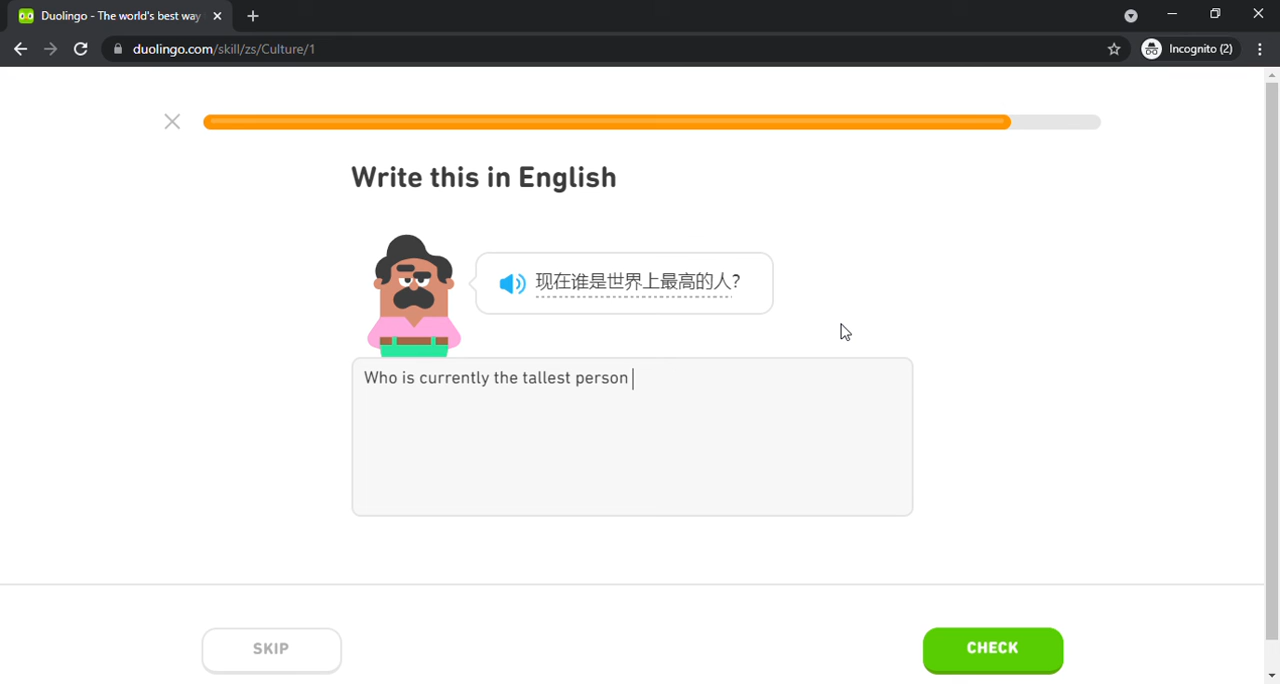 Duolingo - The world's best way
duolingo.com/skill/zs/Culture/1
Incognito (2)
Write this in English
现在谁是世界上最高的人?
Who is currently the tallest person
SKIP
CHECK